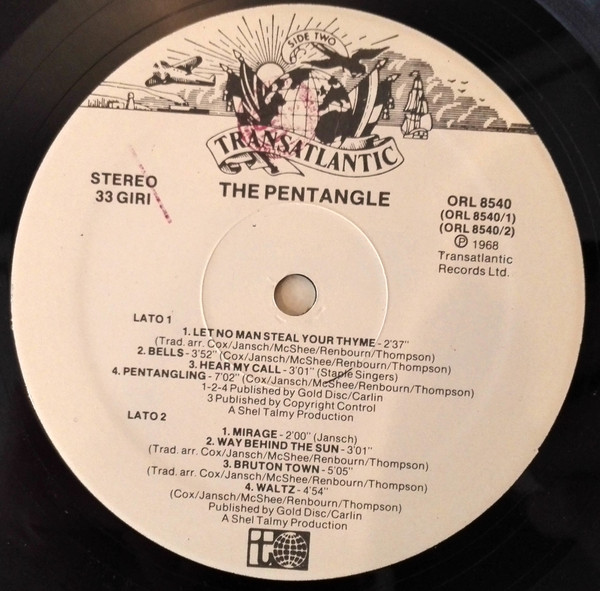 SIDE TWO
TRANSATLANTIC
THE PENTANGLE
STEREO
33 GIRI
ORL 8540
(ORL 8540/1)
(ORL 8540/2)
Ⓟ 1968
Transatlantic
Records Ltd.
LATO 1
1. LET NO MAN STEAL YOUR THYME - 2'37"
(Trad. arr. Cox/Jansch/McShee/Renbourn/Thompson)
2. BELLS - 3'52" (Cox/Jansch/McShee/Renbourn/Thompson)
3. HEAR MY CALL - 3'01" (Staple Singers)
4. PENTANGLING - 7'02" (Cox/Jansch/McShee/Renbourn/Thompson)
1-2-4 Published by Gold Disc/Carlin
3 Published by Copyright Control
A Shel Talmy Production
LATO 2
1. MIRAGE - 2'00" (Jansch)
2. WAY BEHIND THE SUN - 3'01"
(Trad. arr. Cox/Jansch/McShee/Renbourn/Thompson)
3. BRUTON TOWN - 5'05"
(Trad. arr. Cox/Jansch/McShee/Renbourn/Thompson)
4. WALTZ - 4'54"
(Cox/Jansch/McShee/Renbourn/Thompson)
Published by Gold Disc/Carlin
A Shel Talmy Production
it